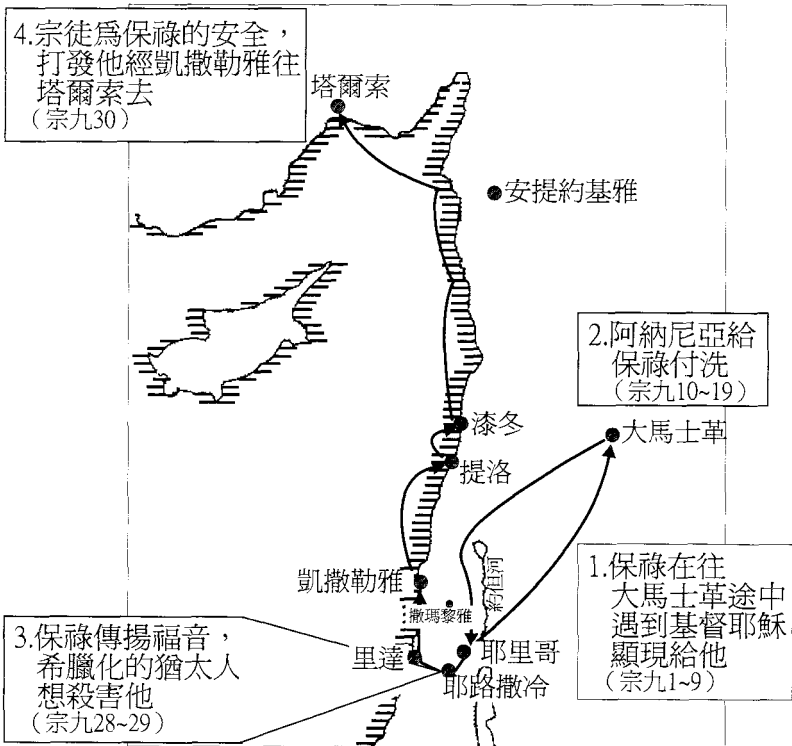 4.宗徒爲保祿的安全，
打發他經凱撒勒雅往
塔爾索去
（宗九30）
塔爾索
安提約基雅
2.阿納尼亞給
保祿付洗
（宗九10~19）
漆冬
大馬士革
提洛
1.保祿在往
大馬士革途中
遇到基督耶穌
顯現給他
（宗九1~9）
凱撒勒雅
約但河
撒瑪黎雅
3.保祿傳揚福音，
希臘化的猶太人
想殺害他
（宗九28~29）
里達
耶里哥
耶路撒冷